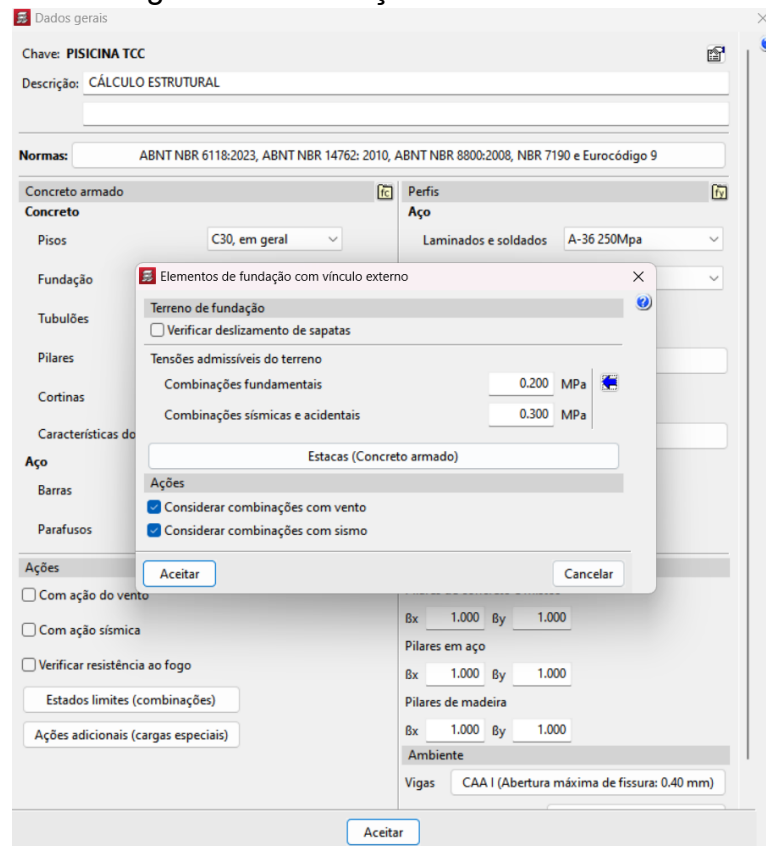 Dados gerais
Chave: PISICINA TCC
Descrição: CÁLCULO ESTRUTURAL
Normas: ABNT NBR 6118:2023, ABNT NBR 14762: 2010, ABNT NBR 8800:2008, NBR 7190 e Eurocódigo 9
Concreto armado
Perfis
Concreto
Aço
Pisos C30, em geral
Laminados e soldados A-36 250Mpa
Fundação
Tubulões
Pilares
Cortinas
Características do
Aço
Barras
Parafusos
Elementos de fundação com vínculo externo
Terreno de fundação
Verificar deslizamento de sapatas
Tensões admissíveis do terreno
Combinações fundamentais 0.200 MPa
Combinações sísmicas e acidentais 0.300 MPa
Estacas (Concreto armado)
Ações
Considerar combinações com vento
Considerar combinações com sismo
Aceitar Cancelar
Ações
Com ação do vento
Com ação sísmica
Verificar resistência ao fogo
Estados limites (combinações)
Ações adicionais (cargas especiais)
ßx 1.000 ßy 1.000
Pilares em aço
ßx 1.000 ßy 1.000
Pilares de madeira
ßx 1.000 ßy 1.000
Ambiente
Vigas CAA I (Abertura máxima de fissura: 0.40 mm)
Aceitar